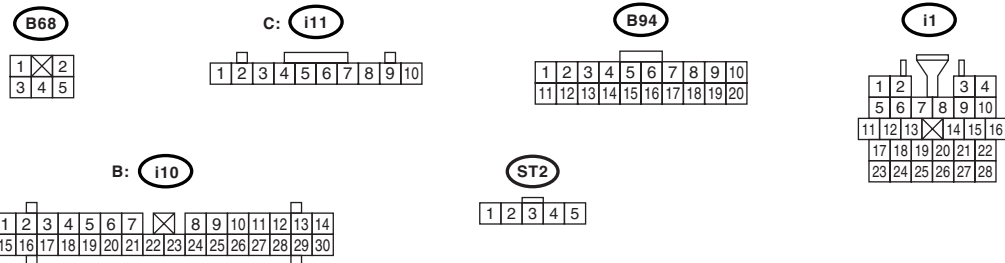 B68
1 2
3 4 5
C: i11
1 2 3 4 5 6 7 8 9 10
B94
1 2 3 4 5 6 7 8 9 10
11 12 13 14 15 16 17 18 19 20
i1
1 2 3 4
5 6 7 8 9 10
11 12 13 14 15 16
17 18 19 20 21 22
23 24 25 26 27 28
B: i10
1 2 3 4 5 6 7 8 9 10 11 12 13 14
15 16 17 18 19 20 21 22 23 24 25 26 27 28 29 30
ST2
1 2 3 4 5